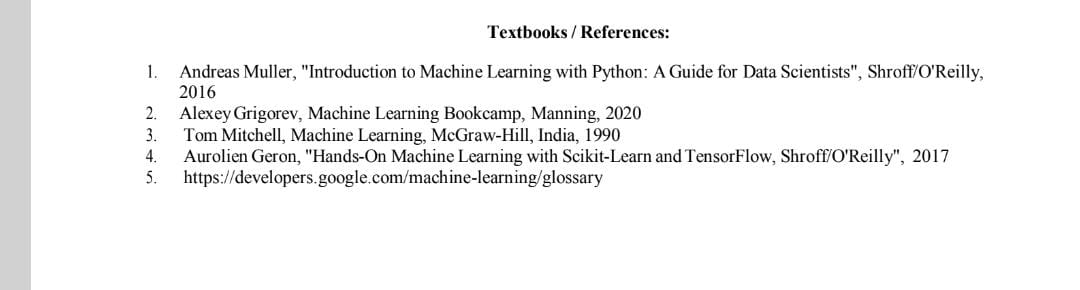 Textbooks / References:
1. Andreas Muller, "Introduction to Machine Learning with Python: A Guide for Data Scientists", Shroff/O'Reilly,
2016
2. Alexey Grigorev, Machine Learning Bookcamp, Manning, 2020
3. Tom Mitchell, Machine Learning, McGraw-Hill, India, 1990
4. Aurolien Geron, "Hands-On Machine Learning with Scikit-Learn and TensorFlow, Shroff/O'Reilly", 2017
5. https://developers.google.com/machine-learning/glossary